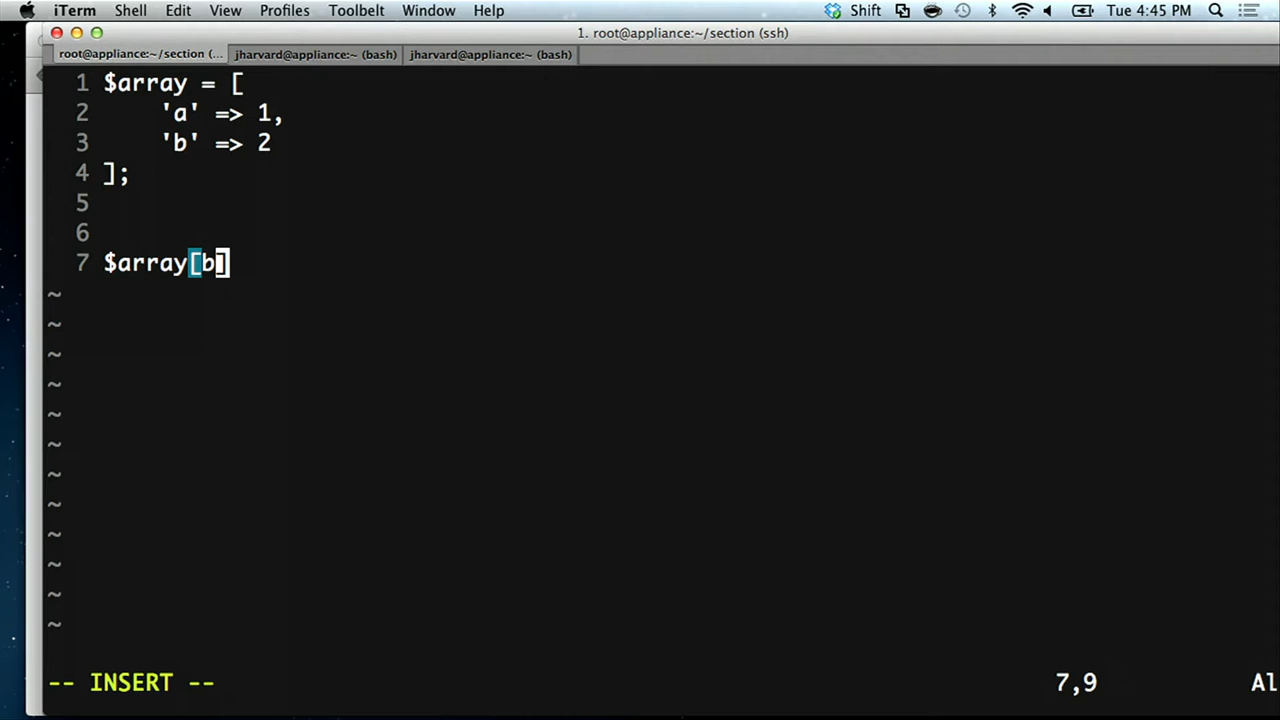 iTerm Shell Edit View Profiles Toolbelt Window Help Shift Tue 4:45 PM
1. root@appliance:~/section (ssh)
root@appliance:~/section (... jharvard@appliance:~ (bash) jharvard@appliance:~ (bash)
1 $array = [
2 'a' => 1,
3 'b' => 2
4 ];
5
6
7 $array[b]
~
~
~
~
~
~
~
~
~
~
~
~
-- INSERT -- 7,9 Al